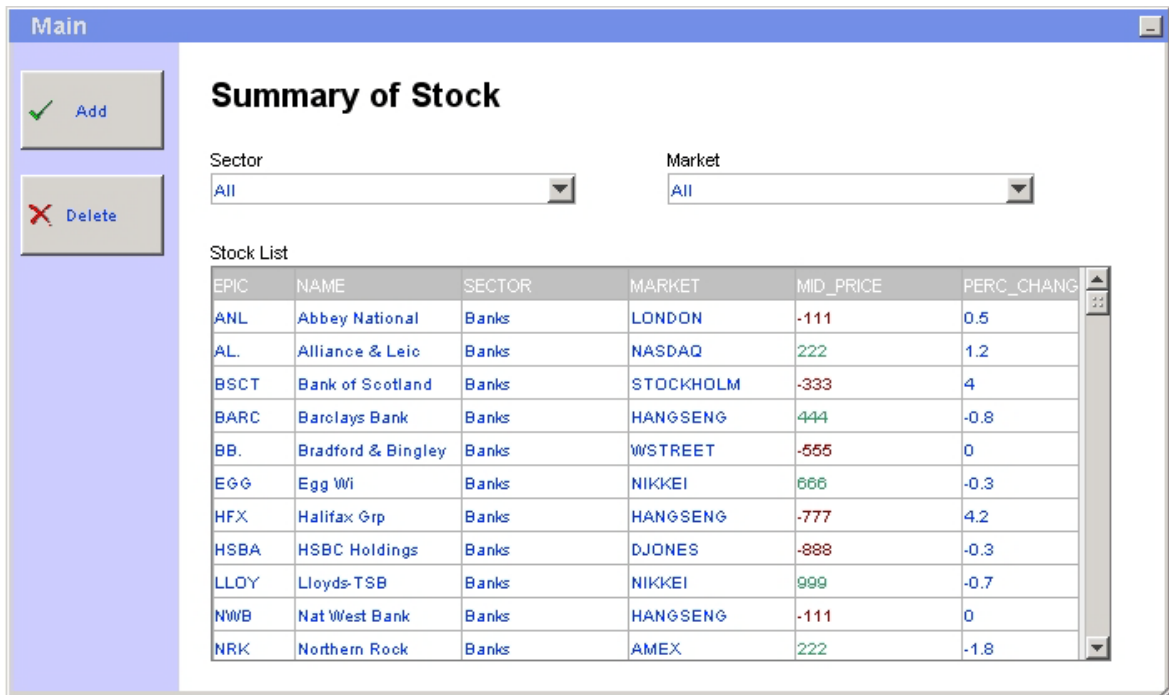 Main
Add
Delete
Summary of Stock
Sector
Market
All
All
Stock List
EPIC NAME SECTOR MARKET MID_PRICE PERC_CHANG
ANL Abbey National Banks LONDON -111 0.5
AL. Alliance & Leic Banks NASDAQ 222 1.2
BSCT Bank of Scotland Banks STOCKHOLM -333 4
BARC Barclays Bank Banks HANGSENG 444 -0.8
BB. Bradford & Bingley Banks WSTREET -555 0
EGG Egg Wi Banks NIKKEI 666 -0.3
HFX Halifax Grp Banks HANGSENG -777 4.2
HSBA HSBC Holdings Banks DJONES -888 -0.3
LLOY Lloyds-TSB Banks NIKKEI 999 -0.7
NWB Nat West Bank Banks HANGSENG -111 0
NRK Northern Rock Banks AMEX 222 -1.8